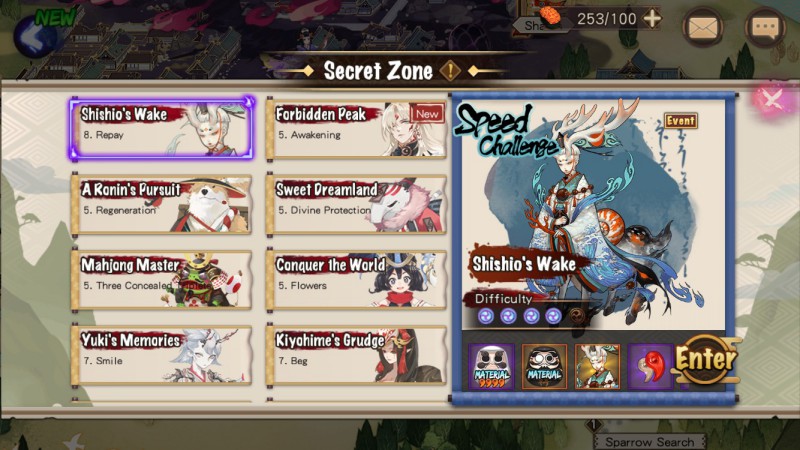 NEW
253/100
Secret Zone
Shishio's Wake
8. Repay
Forbidden Peak
New
5. Awakening
A Ronin's Pursuit
5. Regeneration
Sweet Dreamland
5. Divine Protection
Mahjong Master
5. Three Concealed
Conquer the World
5. Flowers
Yuki's Memories
7. Smile
Kiyohime's Grudge
7. Beg
Speed
Challenge
Event
Shishio's Wake
Difficulty
MATERIAL
MATERIAL
Enter
1
Sparrow Search